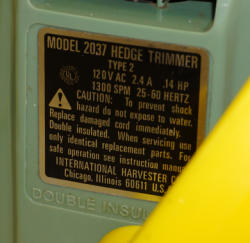 MODEL 2037 HEDGE TRIMMER
TYPE 2
120V AC 2.4 A .14 HP
1300 SPM 25-60 HERTZ
CAUTION: To prevent shock
hazard do not expose to water.
Replace damaged cord immediately.
Double insulated. When servicing use
only identical replacement parts. For
safe operation see instruction manu
INTERNATIONAL HARVESTER CO
Chicago, Illinois 60611 U.S.
DOUBLE INSUL